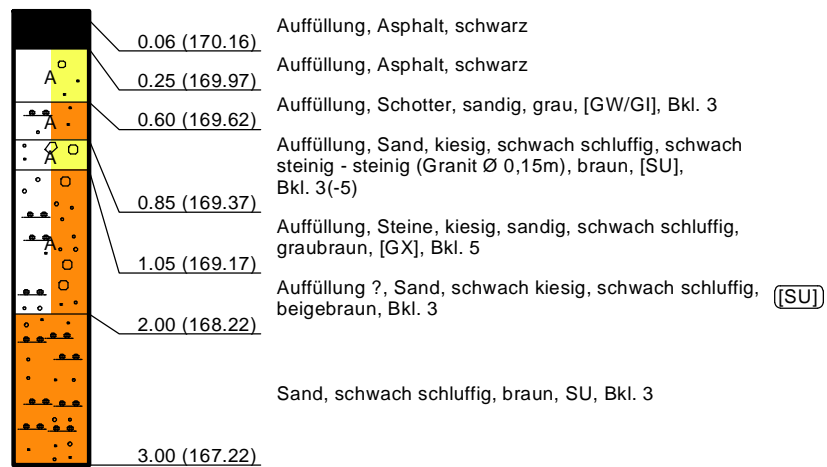 Auffüllung, Asphalt, schwarz
0.06 (170.16)
Auffüllung, Asphalt, schwarz
0.25 (169.97)
A
Auffüllung, Schotter, sandig, grau, [GW/GI], Bkl. 3
0.60 (169.62)
A
Auffüllung, Sand, kiesig, schwach schluffig, schwach
steinig - steinig (Granit Ø 0,15m), braun, [SU],
Bkl. 3(-5)
A
0.85 (169.37)
Auffüllung, Steine, kiesig, sandig, schwach schluffig,
graubraun, [GX], Bkl. 5
A
1.05 (169.17)
Auffüllung ?, Sand, schwach kiesig, schwach schluffig,
beigebraun, Bkl. 3
[SU]
2.00 (168.22)
Sand, schwach schluffig, braun, SU, Bkl. 3
3.00 (167.22)